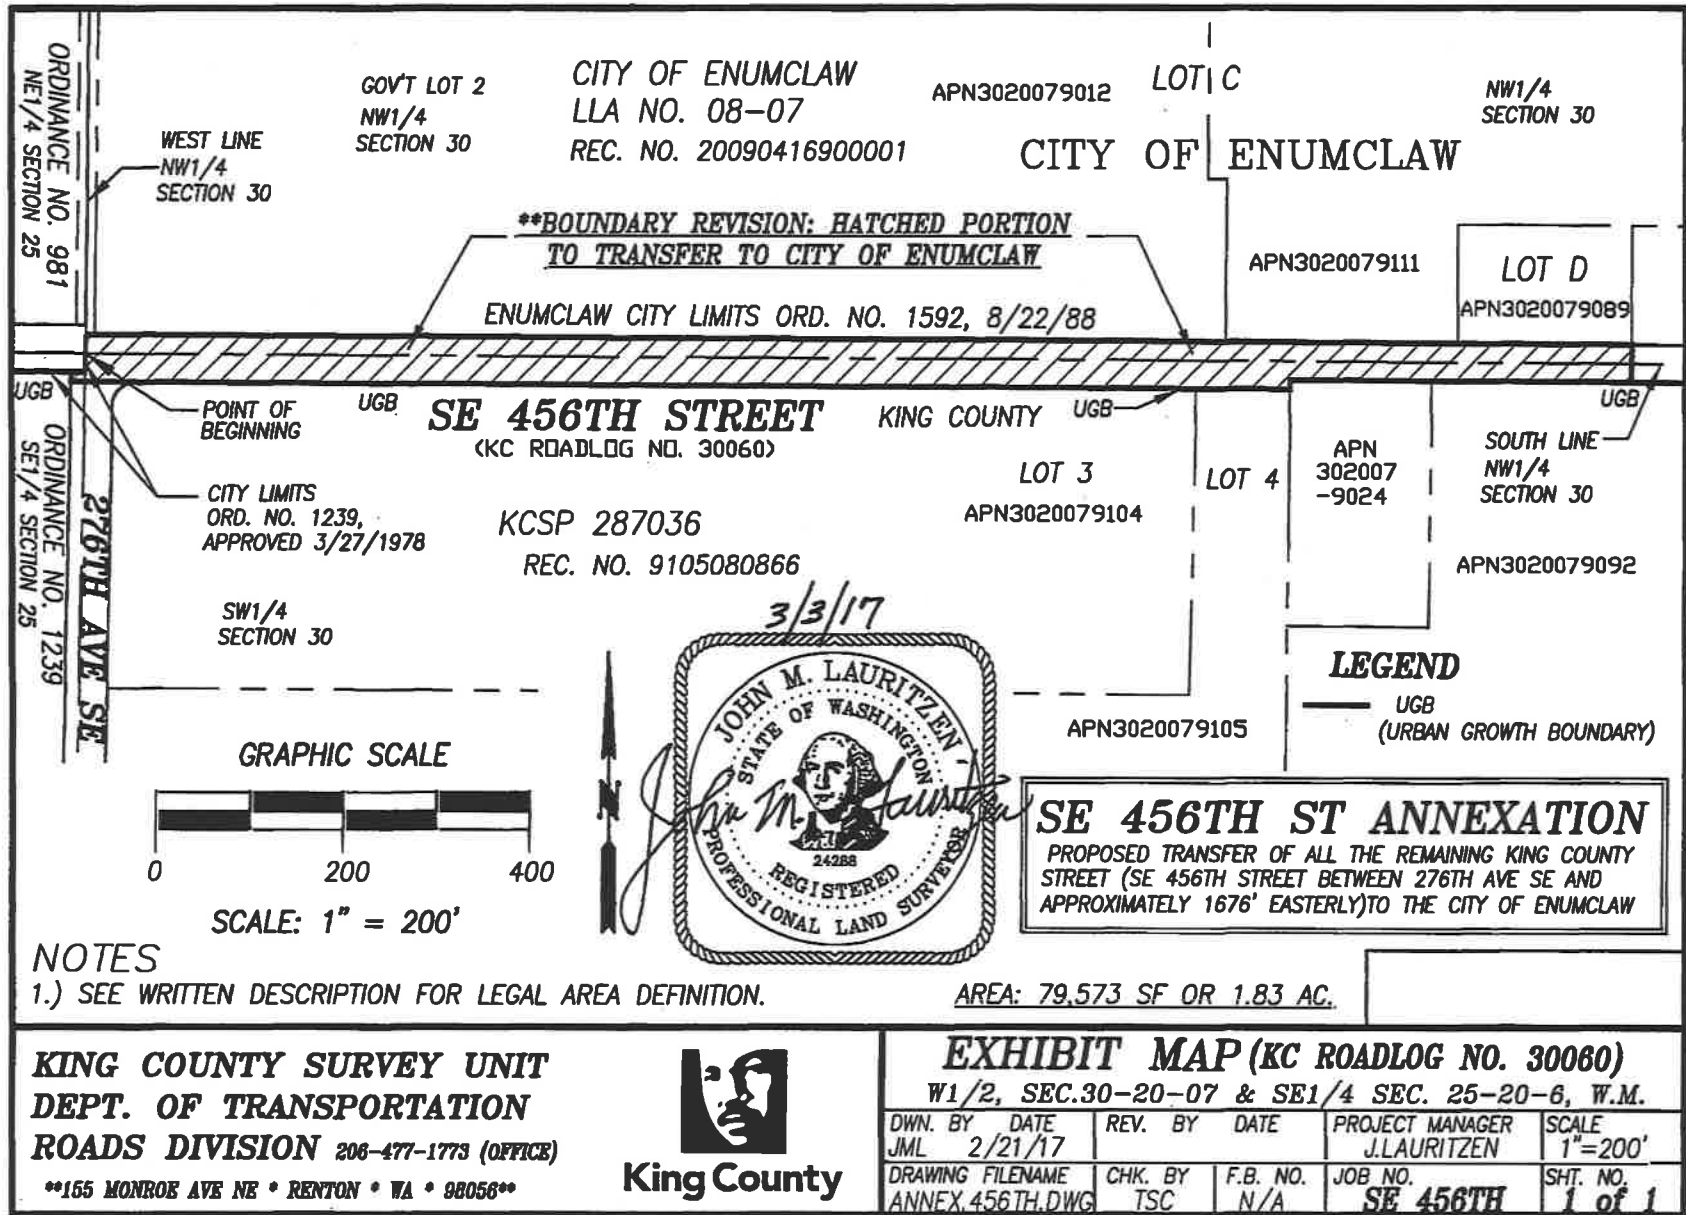 ORDINANCE NO. 981
NE1/4 SECTION 25
WEST LINE
NW1/4
SECTION 30
GOV'T LOT 2
NW1/4
SECTION 30
CITY OF ENUMCLAW
LLA NO. 08-07
REC. NO. 20090416900001
APN3020079012
LOT C
NW1/4
SECTION 30
CITY OF ENUMCLAW
**BOUNDARY REVISION: HATCHED PORTION
TO TRANSFER TO CITY OF ENUMCLAW
APN3020079111
LOT D
APN3020079089
ENUMCLAW CITY LIMITS ORD. NO. 1592, 8/22/88
UGB
POINT OF
BEGINNING
UGB
SE 456TH STREET
(KC ROADLOG NO. 30060)
KING COUNTY
UGB
UGB
ORDINANCE NO. 1239
SE1/4 SECTION 25
276TH AVE SE
CITY LIMITS
ORD. NO. 1239,
APPROVED 3/27/1978
KCSP 287036
REC. NO. 9105080866
LOT 3
APN3020079104
LOT 4
APN
302007
-9024
SOUTH LINE
NW1/4
SECTION 30
APN3020079092
SW1/4
SECTION 30
3/3/17
JOHN M. LAURITZEN
STATE OF WASHINGTON
24288
REGISTERED
PROFESSIONAL LAND SURVEYOR
John M. Lauritzen
N
LEGEND
UGB
(URBAN GROWTH BOUNDARY)
APN3020079105
GRAPHIC SCALE
0 200 400
SCALE: 1" = 200'
SE 456TH ST ANNEXATION
PROPOSED TRANSFER OF ALL THE REMAINING KING COUNTY
STREET (SE 456TH STREET BETWEEN 276TH AVE SE AND
APPROXIMATELY 1676' EASTERLY)TO THE CITY OF ENUMCLAW
NOTES
1.) SEE WRITTEN DESCRIPTION FOR LEGAL AREA DEFINITION.
AREA: 79,573 SF OR 1.83 AC.
KING COUNTY SURVEY UNIT
DEPT. OF TRANSPORTATION
ROADS DIVISION 206-477-1773 (OFFICE)
**155 MONROE AVE NE * RENTON * WA * 98056**
King County
EXHIBIT MAP (KC ROADLOG NO. 30060)
W1/2, SEC.30-20-07 & SE1/4 SEC. 25-20-6, W.M.
DWN. BY DATE
JML 2/21/17
REV. BY DATE
PROJECT MANAGER
J.LAURITZEN
SCALE
1"=200'
DRAWING FILENAME
ANNEX.456TH.DWG
CHK. BY
TSC
F.B. NO.
N/A
JOB NO.
SE 456TH
SHT. NO.
1 of 1